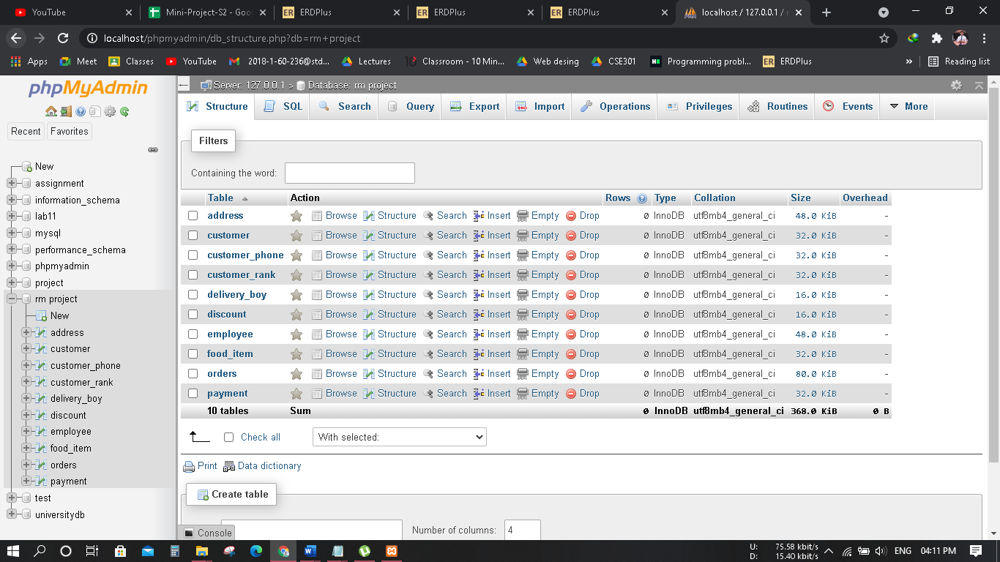 YouTube
Mini-Project-S2 - Goo
ER ERDPlus
ER ERDPlus
ER ERDPlus
localhost / 127.0.0.1 / r
localhost/phpmyadmin/db_structure.php?db=rm+project
Apps Meet Classes YouTube 2018-1-60-236@std... Lectures Classroom - 10 Min... Web desing CSE301 Programming probl... ER ERDPlus » Reading list
phpMyAdmin
Recent Favorites
New
assignment
information_schema
lab11
mysql
performance_schema
phpmyadmin
project
rm project
New
address
customer
customer_phone
customer_rank
delivery_boy
discount
employee
food_item
orders
payment
test
universitydb
Server: 127.0.0.1 » Database: rm project
Structure SQL Search Query Export Import Operations Privileges Routines Events More
Filters
Containing the word:
Table Action Rows Type Collation Size Overhead
address Browse Structure Search Insert Empty Drop 0 InnoDB utf8mb4_general_ci 48.0 KiB -
customer Browse Structure Search Insert Empty Drop 0 InnoDB utf8mb4_general_ci 32.0 KiB -
customer_phone Browse Structure Search Insert Empty Drop 0 InnoDB utf8mb4_general_ci 32.0 KiB -
customer_rank Browse Structure Search Insert Empty Drop 0 InnoDB utf8mb4_general_ci 32.0 KiB -
delivery_boy Browse Structure Search Insert Empty Drop 0 InnoDB utf8mb4_general_ci 16.0 KiB -
discount Browse Structure Search Insert Empty Drop 0 InnoDB utf8mb4_general_ci 16.0 KiB -
employee Browse Structure Search Insert Empty Drop 0 InnoDB utf8mb4_general_ci 48.0 KiB -
food_item Browse Structure Search Insert Empty Drop 0 InnoDB utf8mb4_general_ci 32.0 KiB -
orders Browse Structure Search Insert Empty Drop 0 InnoDB utf8mb4_general_ci 80.0 KiB -
payment Browse Structure Search Insert Empty Drop 0 InnoDB utf8mb4_general_ci 32.0 KiB -
10 tables Sum 0 InnoDB utf8mb4_general_ci 368.0 KiB 0 B
Check all With selected:
Print Data dictionary
Create table
Number of columns: 4
Console
U: 75.58 kbit/s
D: 15.40 kbit/s
ENG 04:11 PM